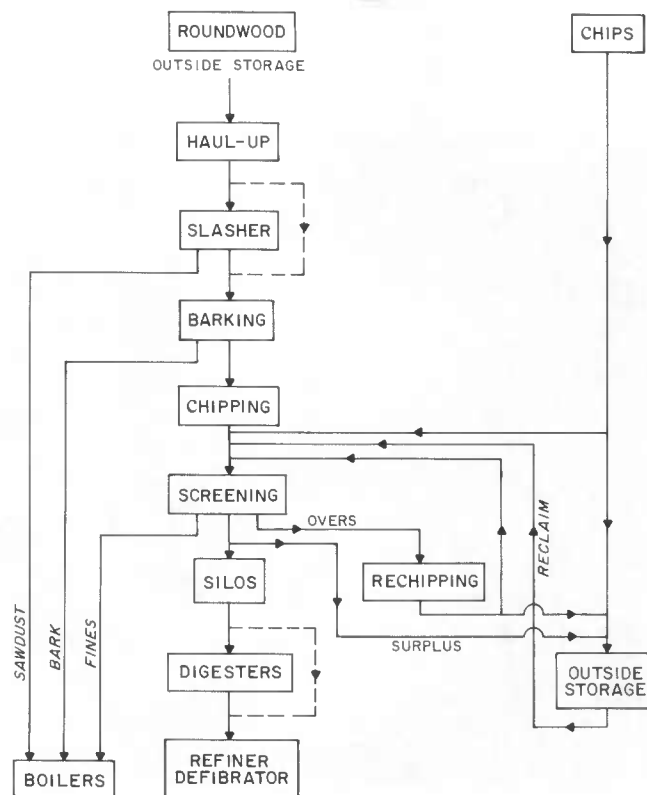 ROUNDWOOD
CHIPS
OUTSIDE STORAGE
HAUL-UP
SLASHER
BARKING
CHIPPING
SCREENING
OVERS
RECLAIM
SILOS
RECHIPPING
SAWDUST
BARK
FINES
SURPLUS
DIGESTERS
OUTSIDE
STORAGE
REFINER
DEFIBRATOR
BOILERS